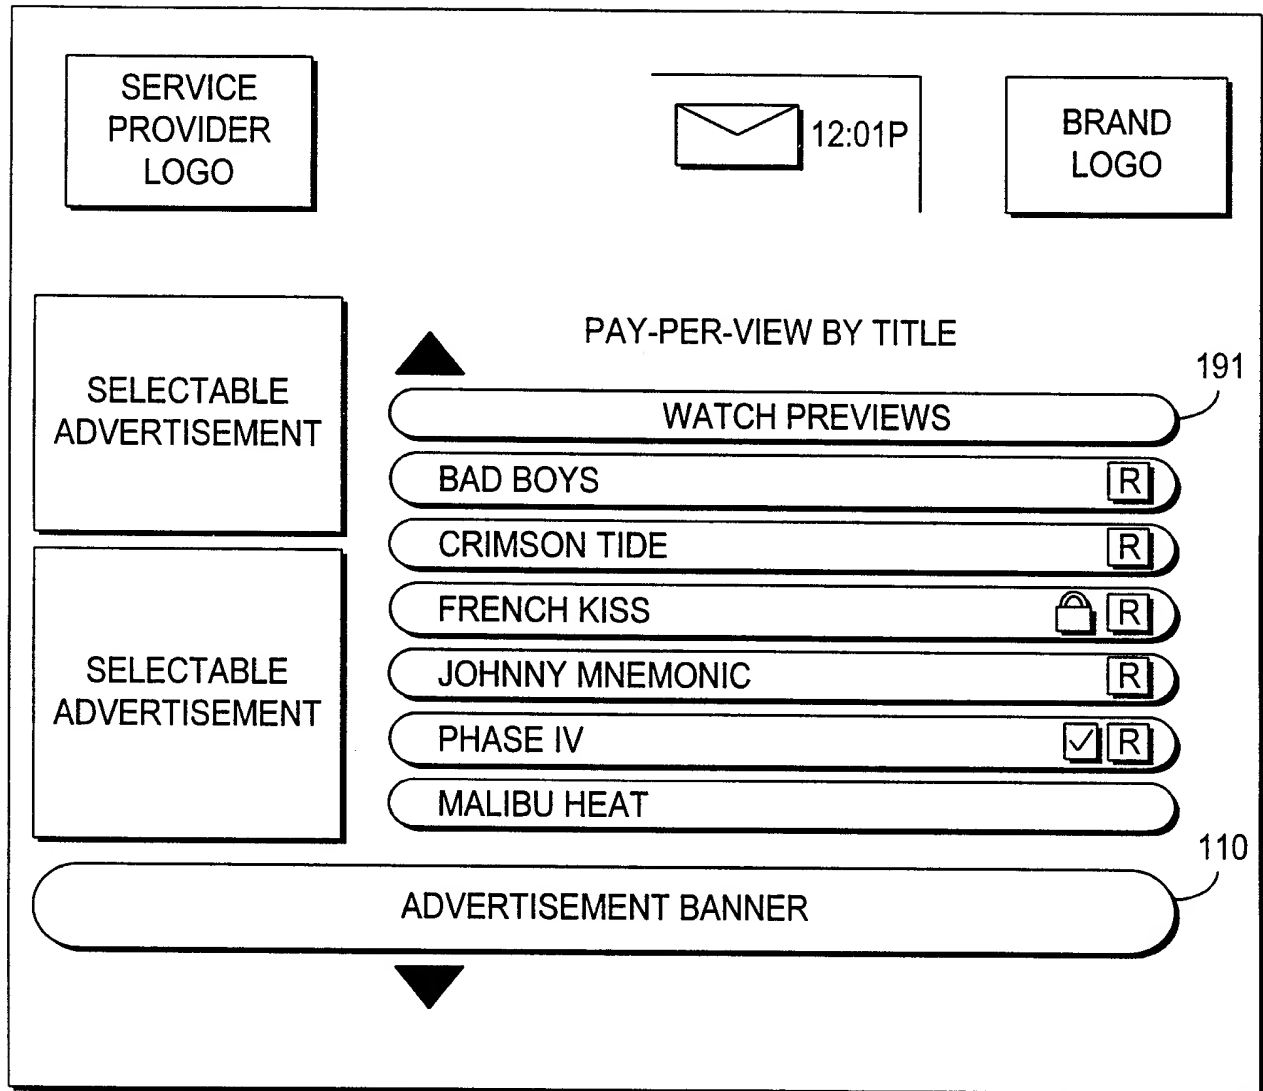 SERVICE
PROVIDER
LOGO
12:01P
BRAND
LOGO
SELECTABLE
ADVERTISEMENT
SELECTABLE
ADVERTISEMENT
PAY-PER-VIEW BY TITLE
191
WATCH PREVIEWS
BAD BOYS R
CRIMSON TIDE R
FRENCH KISS R
JOHNNY MNEMONIC R
PHASE IV R
MALIBU HEAT
110
ADVERTISEMENT BANNER